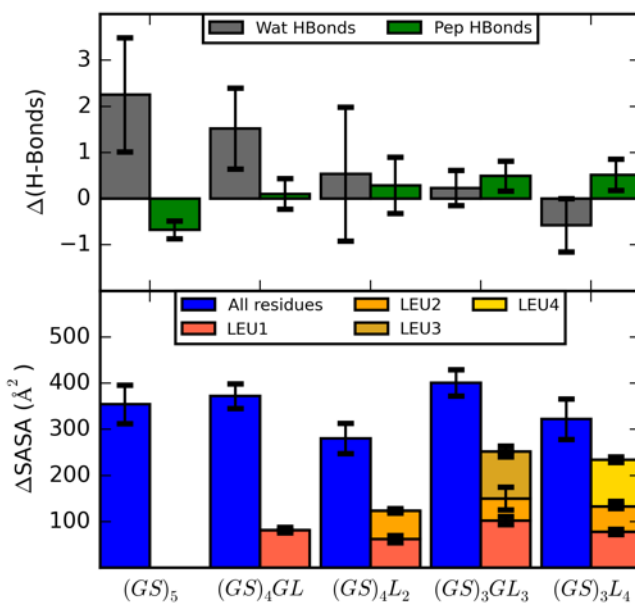 Wat HBonds Pep HBonds
Δ(H-Bonds)
3
2
1
0
−1
All residues LEU2 LEU4
LEU1 LEU3
ΔSASA (Å²)
500
400
300
200
100
(GS)₅ (GS)₄GL (GS)₄L₂ (GS)₃GL₃ (GS)₃L₄